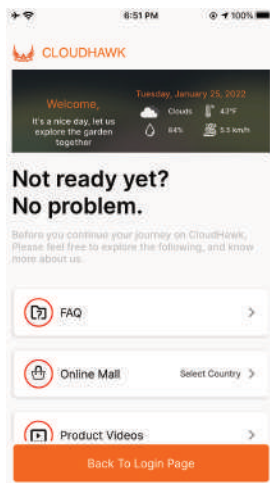 6:51 PM
100%
CLOUDHAWK
Welcome,
It's a nice day, let us
explore the garden
together
Tuesday, January 25, 2022
Clouds 42°F
84% 5.5 km/h
Not ready yet?
No problem.
Before you continue your journey on CloudHawk,
Please feel free to explore the following, and know
more about us.
FAQ
Online Mall Select Country
Product Videos
Back To Login Page